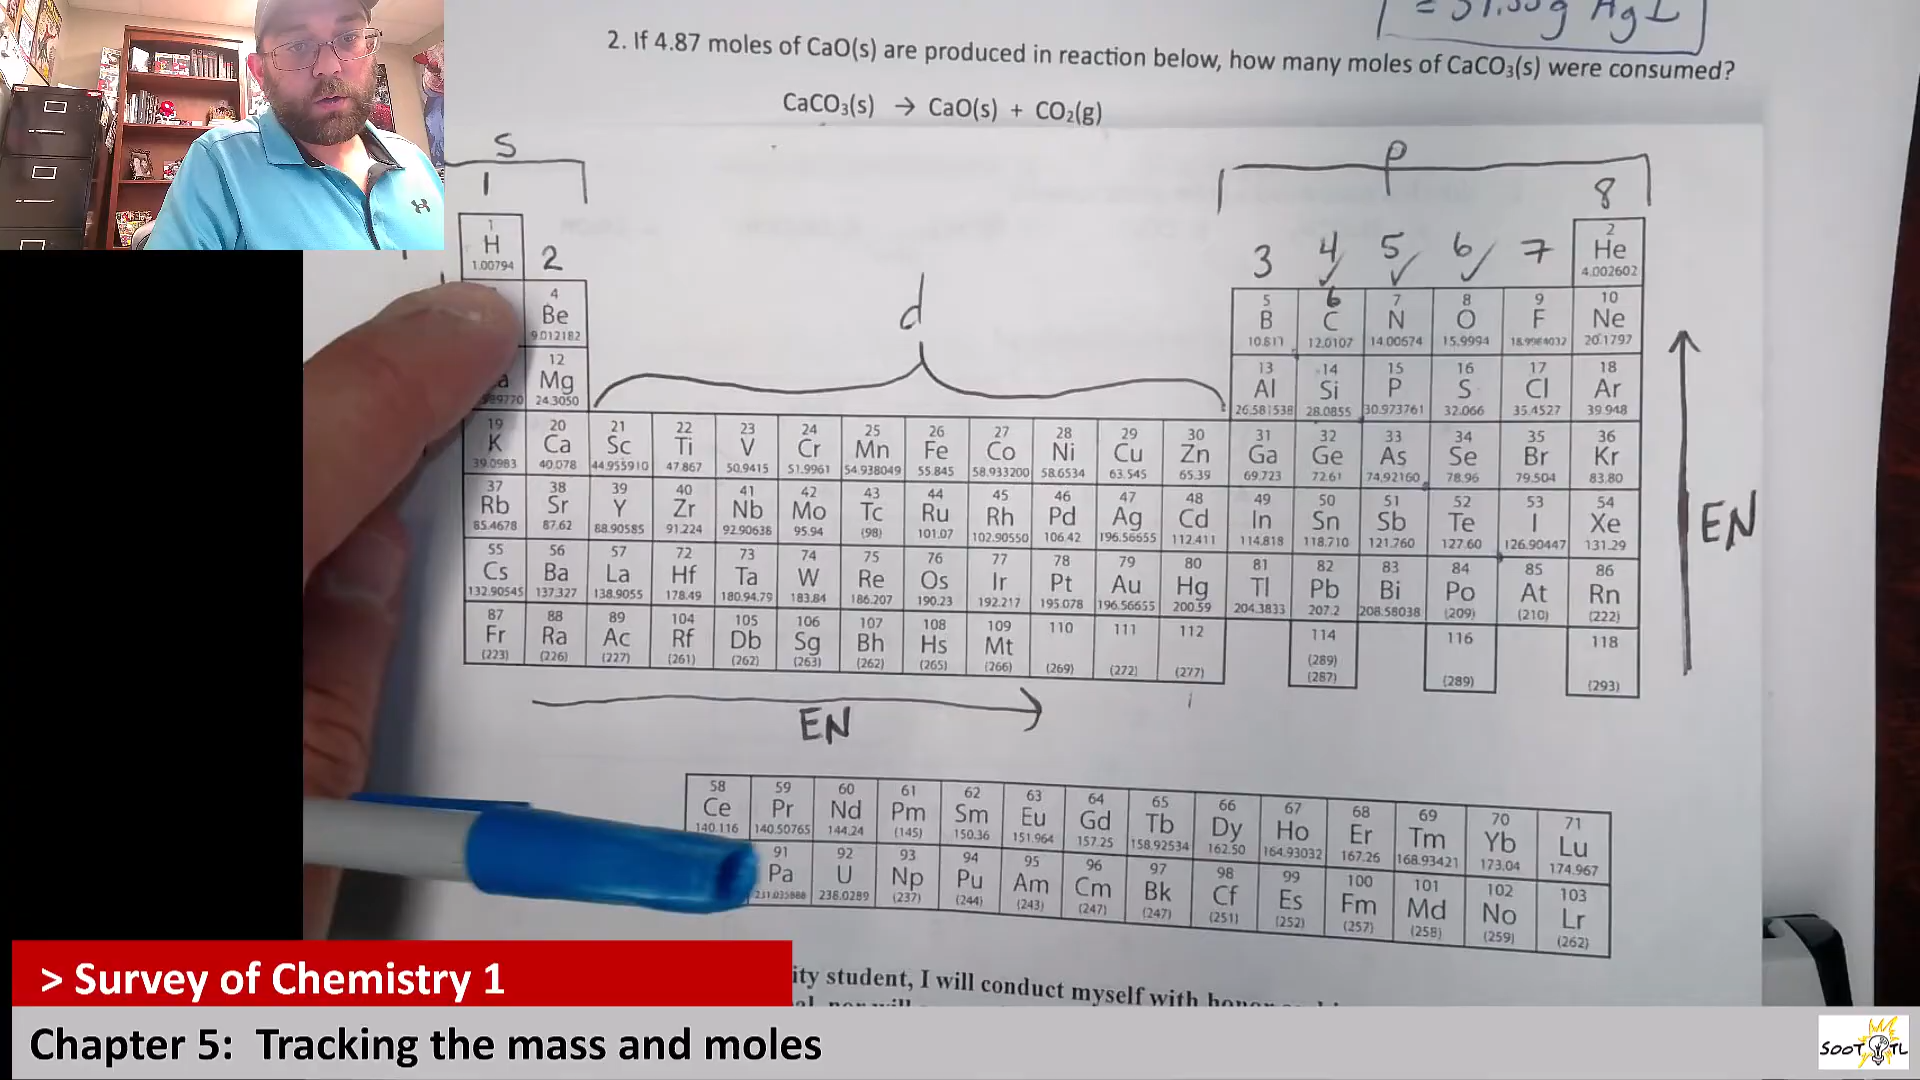 = 31.55g AgI
2. If 4.87 moles of CaO(s) are produced in reaction below, how many moles of CaCO₃(s) were consumed?
CaCO₃(s) → CaO(s) + CO₂(g)
S p
1 8
2 d 3 4 5 6 7
1 2
H He
1.00794 4.002602
4 5 6 7 8 9 10
Be B C N O F Ne
9.012182 10.811 12.0107 14.00674 15.9994 18.9984032 20.1797
12 13 14 15 16 17 18
a Mg Al Si P S Cl Ar
89770 24.3050 26.581538 28.0855 30.973761 32.066 35.4527 39.948
19 20 21 22 23 24 25 26 27 28 29 30 31 32 33 34 35 36
K Ca Sc Ti V Cr Mn Fe Co Ni Cu Zn Ga Ge As Se Br Kr
39.0983 40.078 44.955910 47.867 50.9415 51.9961 54.938049 55.845 58.933200 58.6534 63.545 65.39 69.723 72.61 74.92160 78.96 79.504 83.80
37 38 39 40 41 42 43 44 45 46 47 48 49 50 51 52 53 54
Rb Sr Y Zr Nb Mo Tc Ru Rh Pd Ag Cd In Sn Sb Te I Xe
85.4678 87.62 88.90585 91.224 92.90638 95.94 (98) 101.07 102.90550 106.42 196.56655 112.411 114.818 118.710 121.760 127.60 126.90447 131.29
EN
55 56 57 72 73 74 75 76 77 78 79 80 81 82 83 84 85 86
Cs Ba La Hf Ta W Re Os Ir Pt Au Hg Tl Pb Bi Po At Rn
132.90545 137.327 138.9055 178.49 180.94.79 183.84 186.207 190.23 192.217 195.078 196.56655 200.59 204.3833 207.2 208.58038 (209) (210) (222)
87 88 89 104 105 106 107 108 109 110 111 112 114 116 118
Fr Ra Ac Rf Db Sg Bh Hs Mt
(223) (226) (227) (261) (262) (263) (262) (265) (266) (269) (272) (277) (289) (289) (293)
(287)
EN
58 59 60 61 62 63 64 65 66 67 68 69 70 71
Ce Pr Nd Pm Sm Eu Gd Tb Dy Ho Er Tm Yb Lu
140.116 140.50765 144.24 (145) 150.36 151.964 157.25 158.92534 162.50 164.93032 167.26 168.93421 173.04 174.967
91 92 93 94 95 96 97 98 99 100 101 102 103
Pa U Np Pu Am Cm Bk Cf Es Fm Md No Lr
231.035888 238.0289 (237) (244) (243) (247) (247) (251) (252) (257) (258) (259) (262)
> Survey of Chemistry 1
ity student, I will conduct myself with honor
Chapter 5: Tracking the mass and moles
SOOT TL